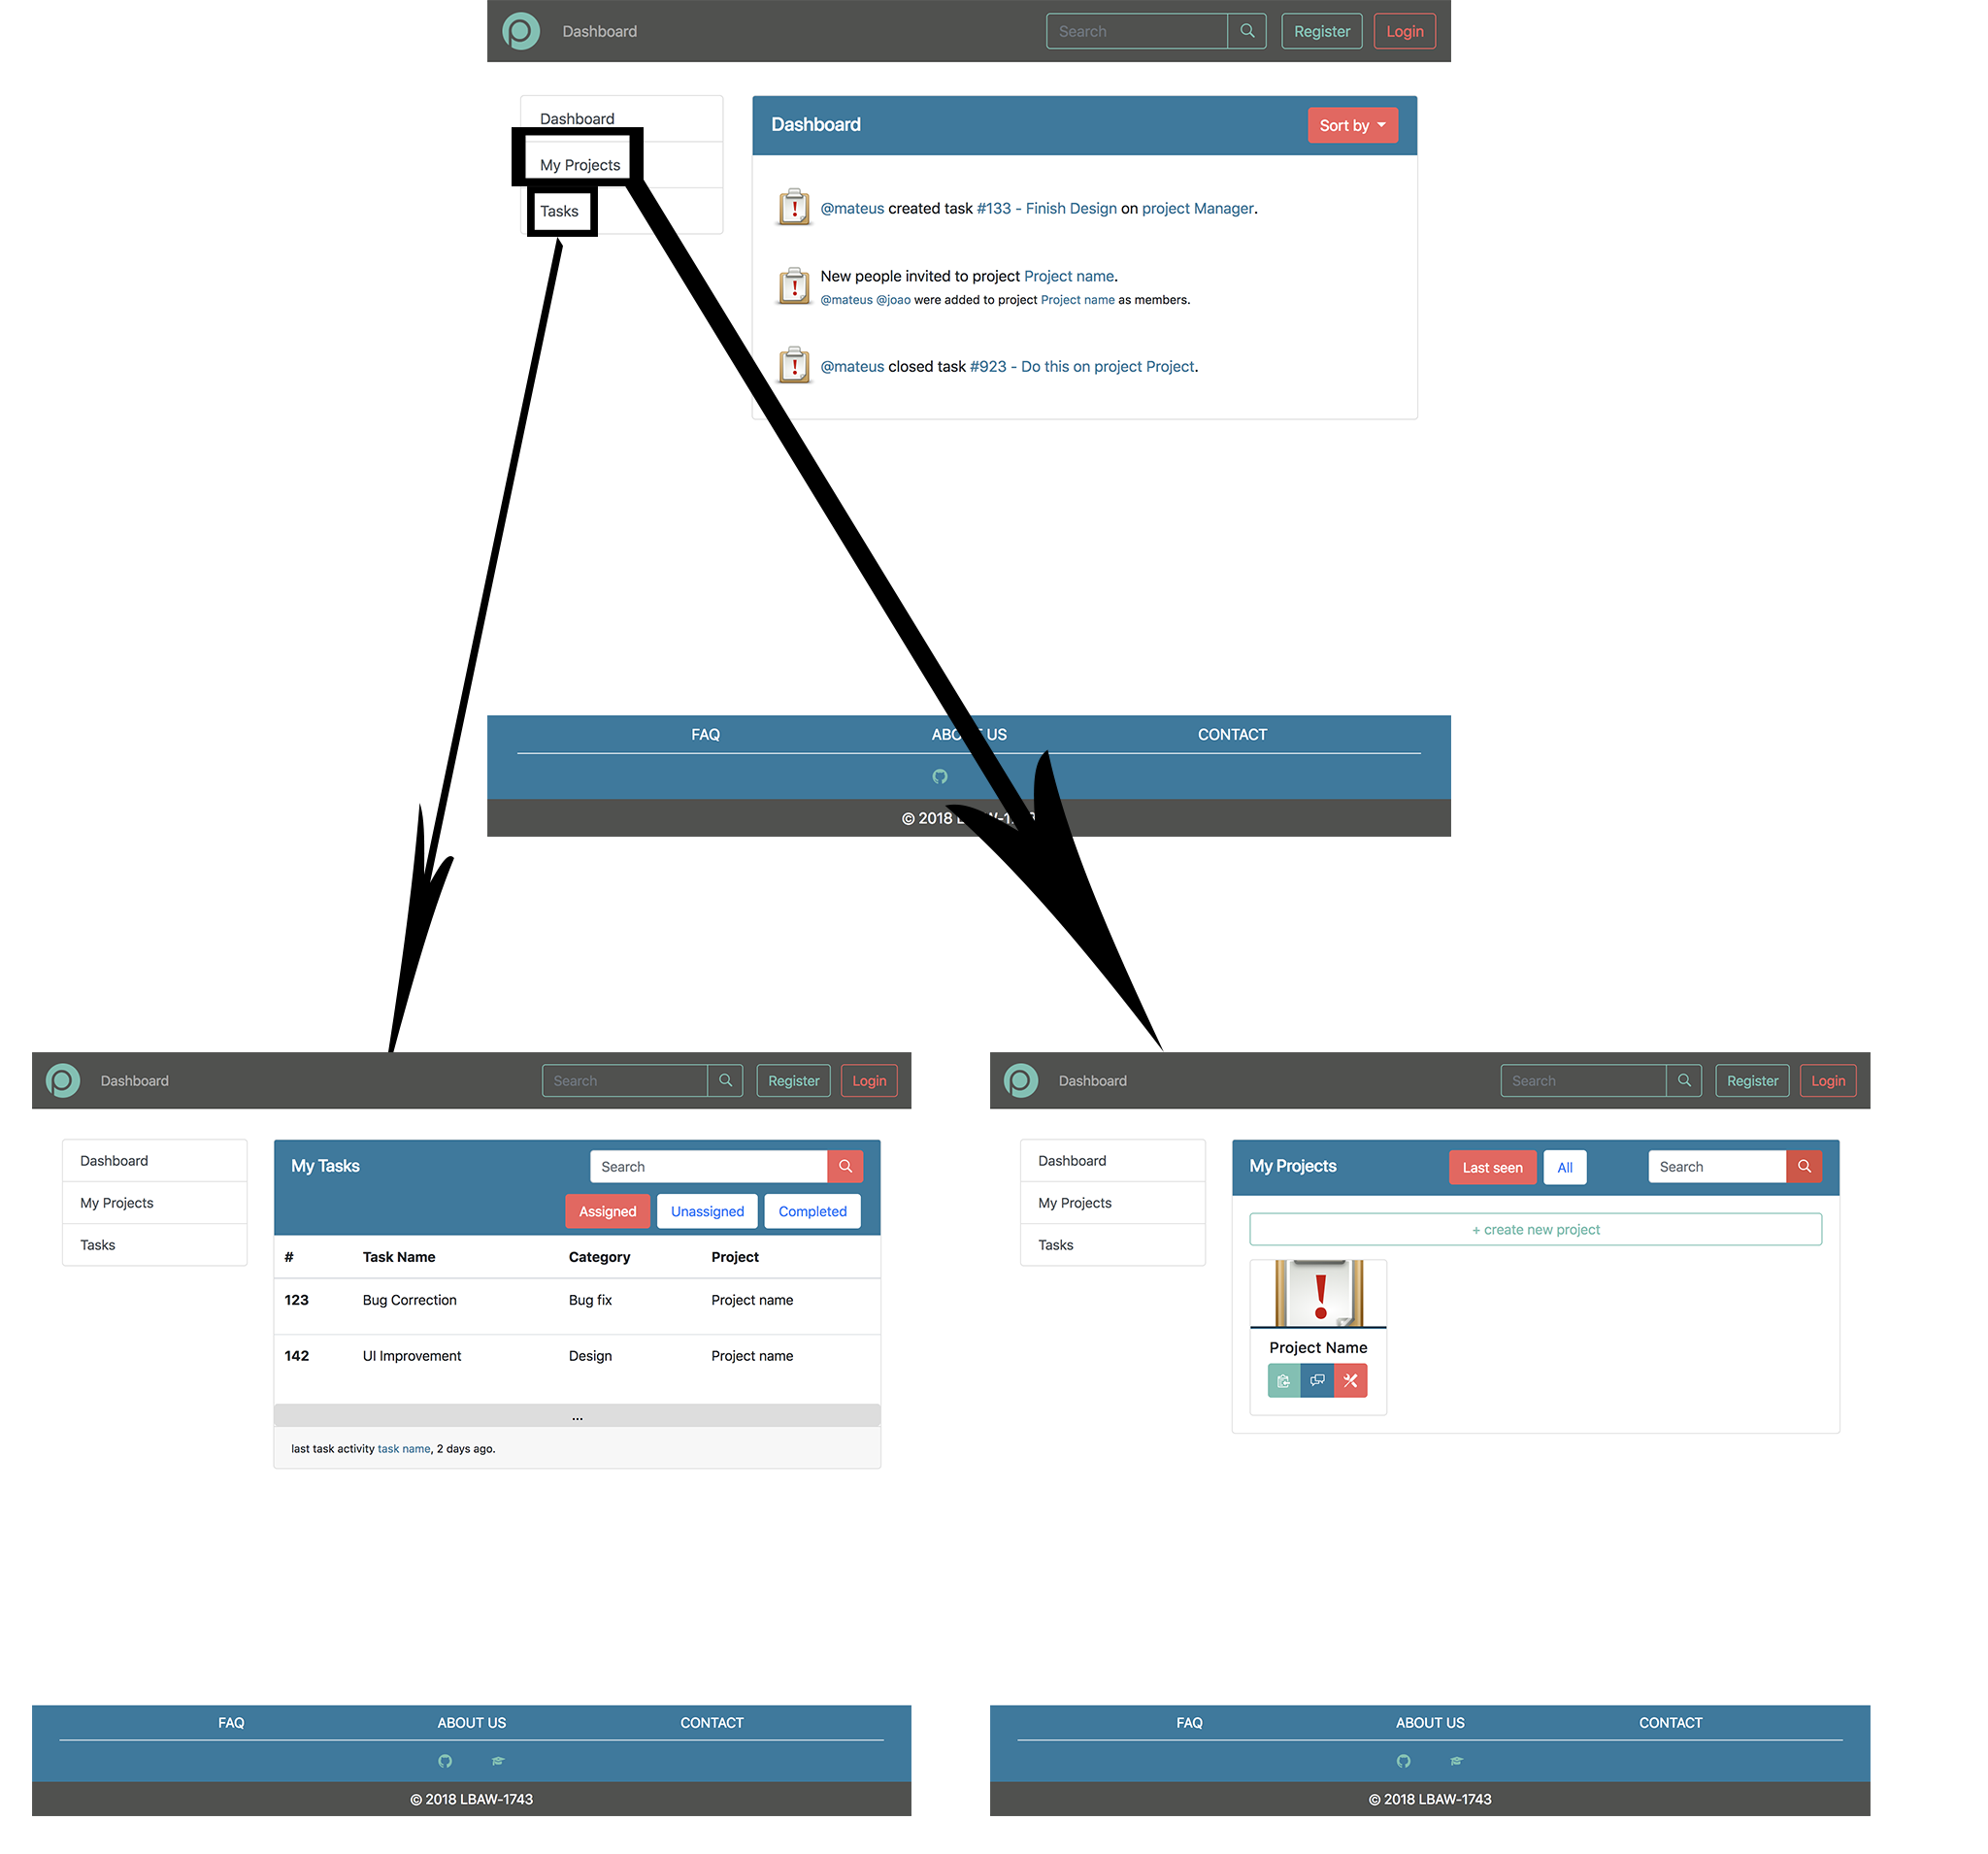 Dashboard
Search
Register
Login
Dashboard
My Projects
Tasks
Dashboard
Sort by
@mateus created task #133 - Finish Design on project Manager.
New people invited to project Project name.
@mateus @joao were added to project Project name as members.
@mateus closed task #923 - Do this on project Project.
FAQ
US
CONTACT
© 2018
Dashboard
Search
Register
Login
Dashboard
My Projects
Tasks
My Tasks
Search
Assigned
Unassigned
Completed
# Task Name Category Project
123 Bug Correction Bug fix Project name
142 UI Improvement Design Project name
...
last task activity task name, 2 days ago.
FAQ
ABOUT US
CONTACT
© 2018 LBAW-1743
Dashboard
Search
Register
Login
Dashboard
My Projects
Tasks
My Projects
Last seen
All
Search
+ create new project
Project Name
FAQ
ABOUT US
CONTACT
© 2018 LBAW-1743